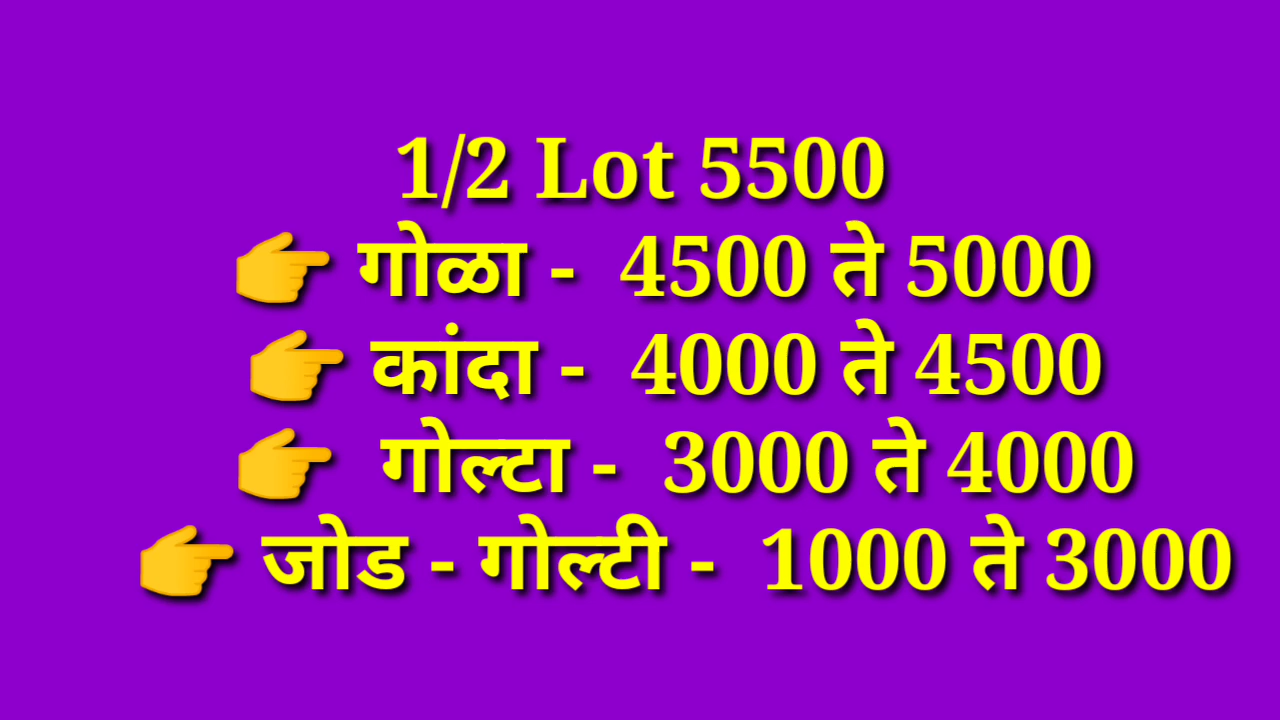 1/2 Lot 5500
👉 गोळा - 4500 ते 5000
👉 कांदा - 4000 ते 4500
👉 गोल्टा - 3000 ते 4000
👉 जोड - गोल्टी - 1000 ते 3000